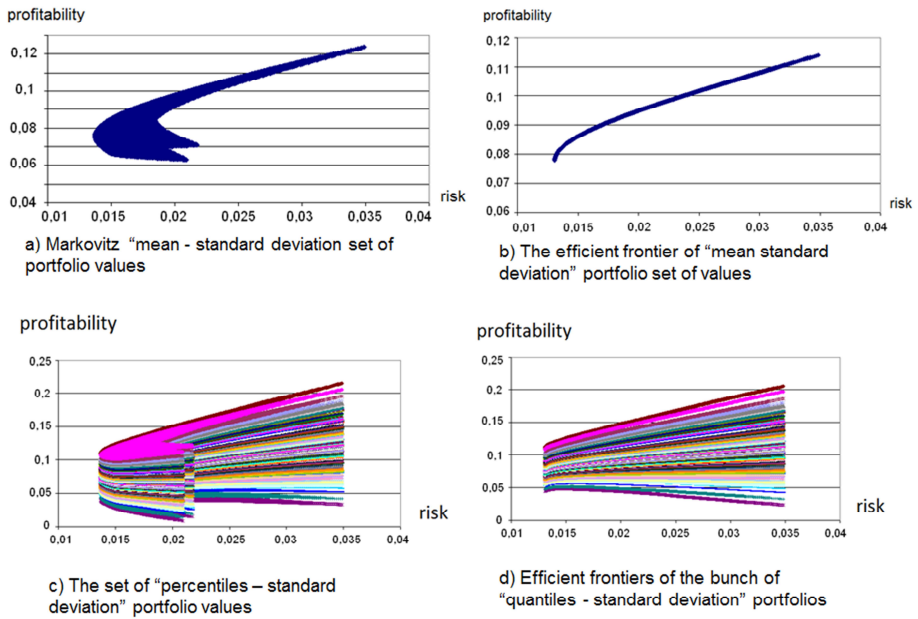 profitability
0,12
0,1
0,08
0,06
0,04
0,01 0,015 0,02 0,025 0,03 0,035 0,04
risk
a) Markovitz “mean - standard deviation set of
portfolio values
profitability
0.12
0.11
0.1
0.09
0.08
0.07
0.06
0,01 0,015 0,02 0,025 0,03 0,035 0,04
risk
b) The efficient frontier of “mean standard
deviation” portfolio set of values
profitability
0,25
0,2
0,15
0,1
0,05
0
0,01 0,015 0,02 0,025 0,03 0,035 0,04
risk
c) The set of “percentiles – standard
deviation” portfolio values
profitability
0,25
0,2
0,15
0,1
0,05
0
0,01 0,015 0,02 0,025 0,03 0,035 0,04
risk
d) Efficient frontiers of the bunch of
“quantiles - standard deviation” portfolios